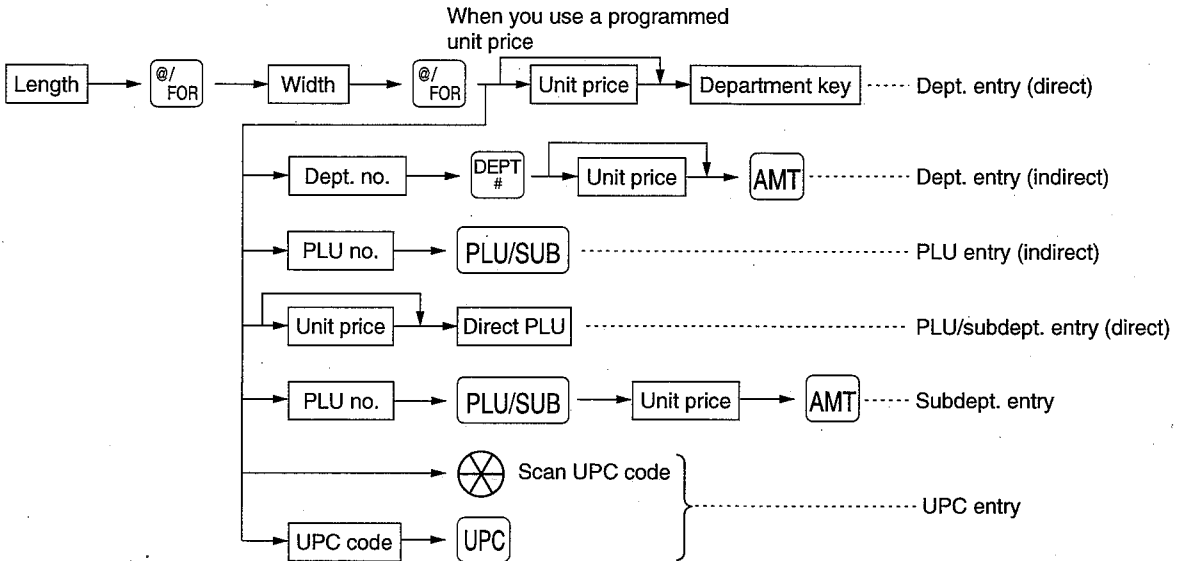 When you use a programmed
unit price
Length @/ FOR Width @/ FOR Unit price Department key Dept. entry (direct)
Dept. no. DEPT # Unit price AMT Dept. entry (indirect)
PLU no. PLU/SUB PLU entry (indirect)
Unit price Direct PLU PLU/subdept. entry (direct)
PLU no. PLU/SUB Unit price AMT Subdept. entry
Scan UPC code
UPC entry
UPC code UPC